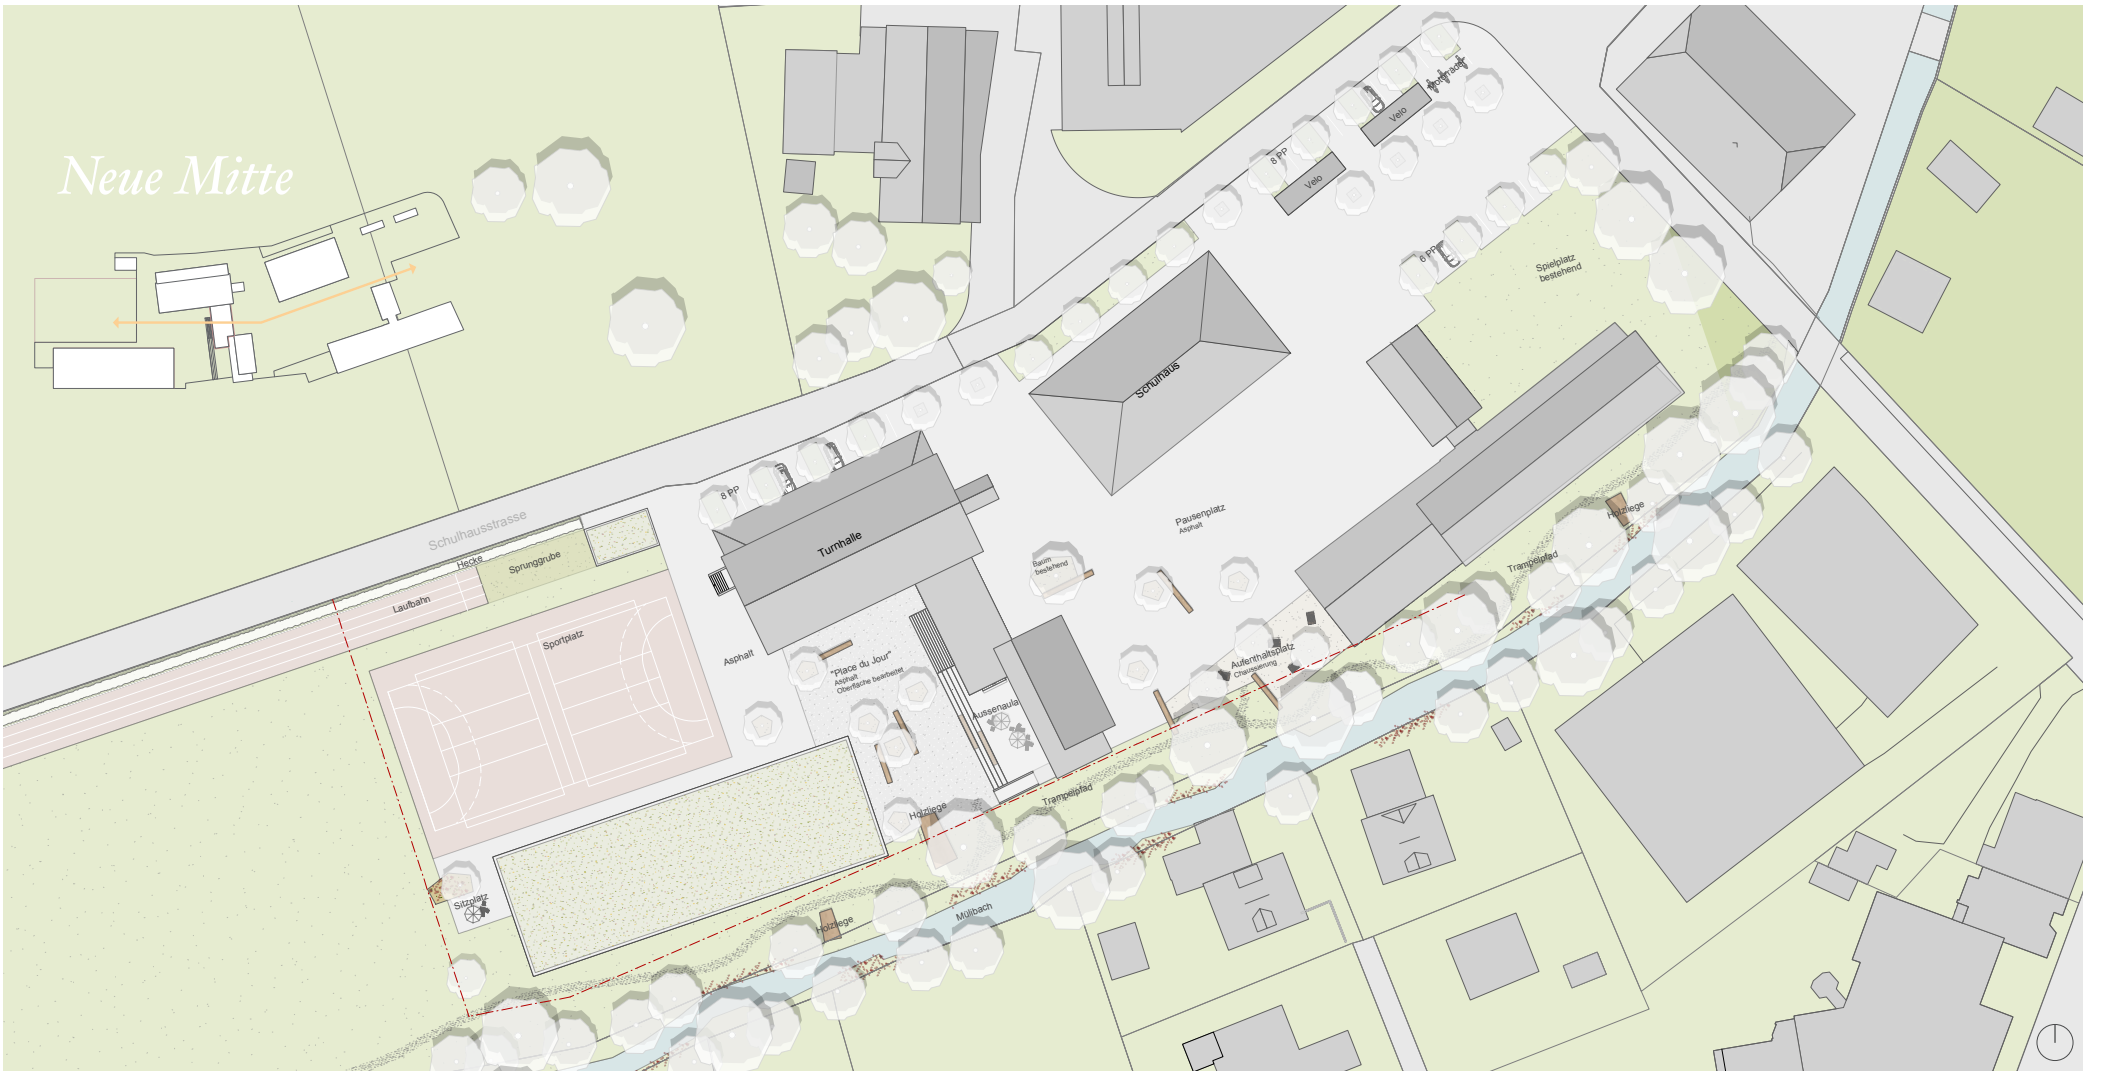 Neue Mitte
Motorräder
Velo
8 PP
Velo
6 PP
Spielplatz
bestehend
Schulhaus
8 PP
Schulhausstrasse
Turnhalle
Hecke
Sprunggrube
Laufbahn
Sportplatz
Pausenplatz
Asphalt
Baum
bestehend
Holzliege
Trampelpfad
Asphalt
"Place du Jour"
Asphalt
Oberfläche bearbeitet
Aufenthaltsplatz
Chaussierung
Aussenaula
Trampelpfad
Holzliege
Sitzplatz
Holzliege
Mülibach